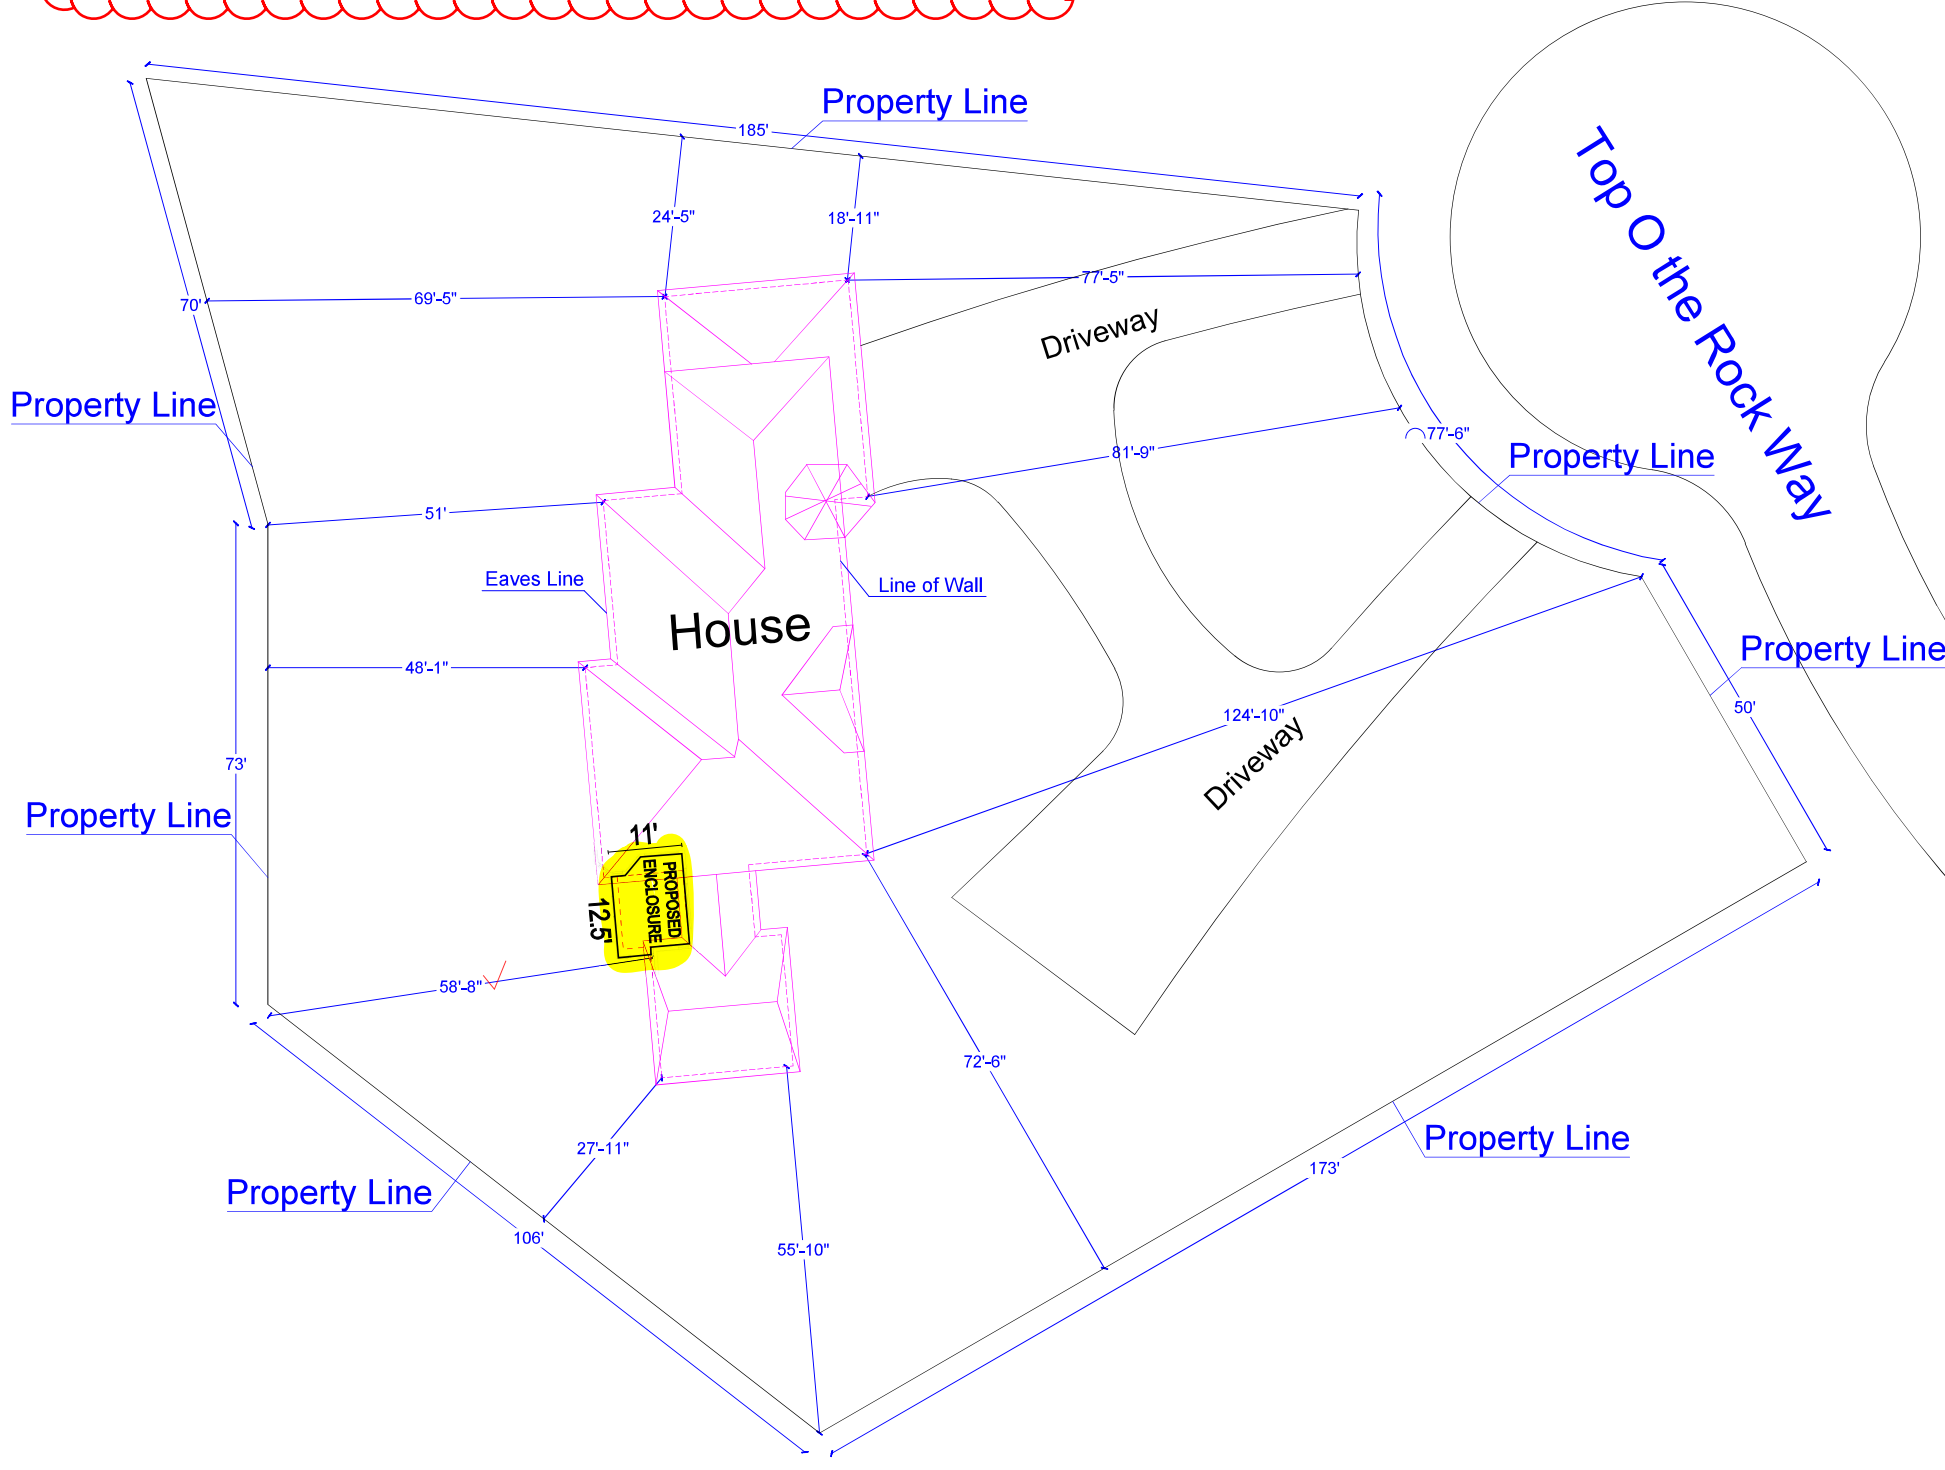 Property Line
185'
Top O the Rock Way
24'-5"
18'-11"
77'-5"
69'-5"
70'
Driveway
Property Line
77'-6"
81'-9"
Property Line
51'
Eaves Line
Line of Wall
House
Property Line
48'-1"
124'-10"
50'
73'
Driveway
Property Line
11'
PROPOSED
ENCLOSURE
12.5'
58'-8"
72'-6"
27'-11"
Property Line
173'
Property Line
106'
55'-10"